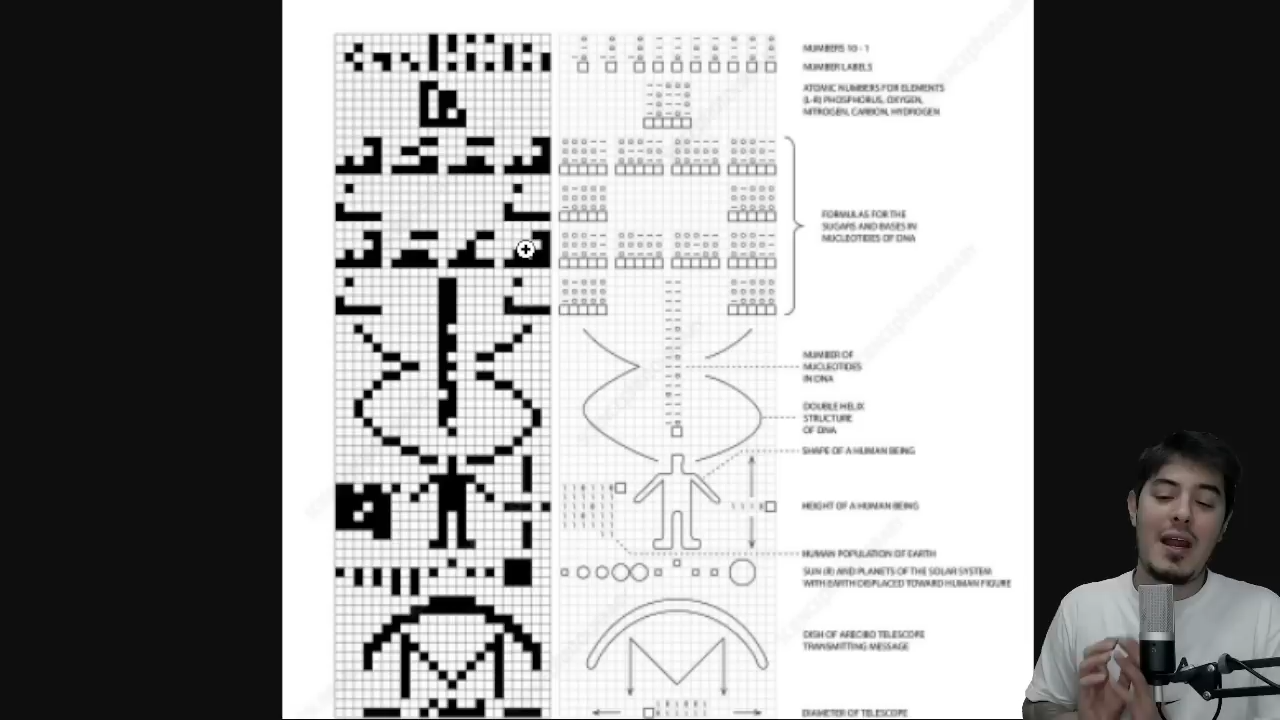 NUMBERS 10 - 1
NUMBER LABELS
ATOMIC NUMBERS FOR ELEMENTS
(L-R) PHOSPHORUS, OXYGEN,
NITROGEN, CARBON, HYDROGEN
FORMULAS FOR THE
SUGARS AND BASES IN
NUCLEOTIDES OF DNA
NUMBER OF
NUCLEOTIDES
IN DNA
DOUBLE HELIX
STRUCTURE
OF DNA
SHAPE OF A HUMAN BEING
HEIGHT OF A HUMAN BEING
HUMAN POPULATION OF EARTH
SUN (R) AND PLANETS OF THE SOLAR SYSTEM
WITH EARTH DISPLACED TOWARD HUMAN FIGURE
DISH OF ARECIBO TELESCOPE
TRANSMITTING MESSAGE
DIAMETER OF TELESCOPE